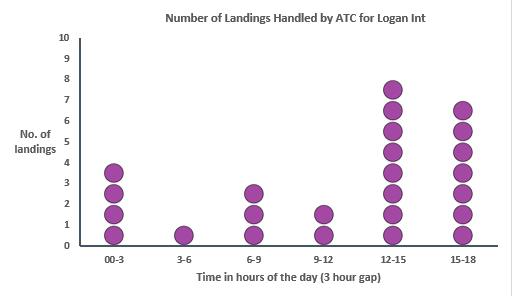 Number of Landings Handled by ATC for Logan Int
10
9
8
7
6
5
4
3
2
1
0
No. of
landings
00-3 3-6 6-9 9-12 12-15 15-18
Time in hours of the day (3 hour gap)